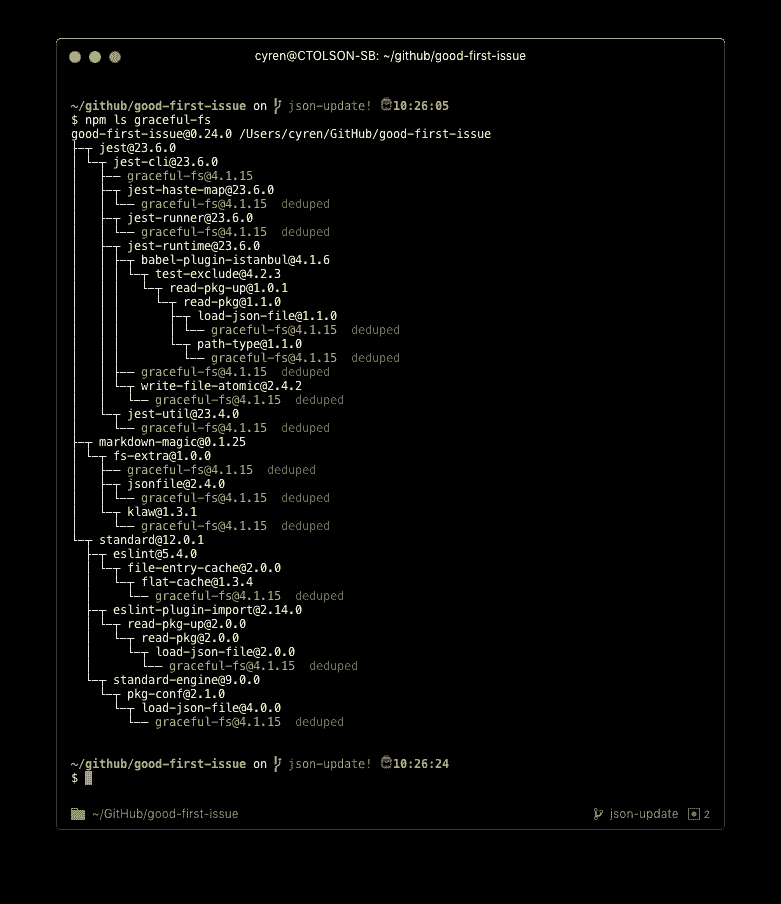 cyren@CTOLSON-SB: ~/github/good-first-issue
~/github/good-first-issue on json-update! 10:26:05
$ npm ls graceful-fs
good-first-issue@0.24.0 /Users/cyren/GitHub/good-first-issue
├─┬ jest@23.6.0
│ └─┬ jest-cli@23.6.0
│   ├── graceful-fs@4.1.15
│   ├─┬ jest-haste-map@23.6.0
│   │ └── graceful-fs@4.1.15  deduped
│   ├─┬ jest-runner@23.6.0
│   │ └── graceful-fs@4.1.15  deduped
│   ├─┬ jest-runtime@23.6.0
│   │ ├─┬ babel-plugin-istanbul@4.1.6
│   │ │ └─┬ test-exclude@4.2.3
│   │ │   └─┬ read-pkg-up@1.0.1
│   │ │     └─┬ read-pkg@1.1.0
│   │ │       ├─┬ load-json-file@1.1.0
│   │ │       │ └── graceful-fs@4.1.15  deduped
│   │ │       └─┬ path-type@1.1.0
│   │ │         └── graceful-fs@4.1.15  deduped
│   │ ├── graceful-fs@4.1.15  deduped
│   │ └─┬ write-file-atomic@2.4.2
│   │   └── graceful-fs@4.1.15  deduped
│   └─┬ jest-util@23.4.0
│     └── graceful-fs@4.1.15  deduped
├─┬ markdown-magic@0.1.25
│ └─┬ fs-extra@1.0.0
│   ├── graceful-fs@4.1.15  deduped
│   ├─┬ jsonfile@2.4.0
│   │ └── graceful-fs@4.1.15  deduped
│   └─┬ klaw@1.3.1
│     └── graceful-fs@4.1.15  deduped
└─┬ standard@12.0.1
  ├─┬ eslint@5.4.0
  │ └─┬ file-entry-cache@2.0.0
  │   └─┬ flat-cache@1.3.4
  │     └── graceful-fs@4.1.15  deduped
  ├─┬ eslint-plugin-import@2.14.0
  │ └─┬ read-pkg-up@2.0.0
  │   └─┬ read-pkg@2.0.0
  │     └─┬ load-json-file@2.0.0
  │       └── graceful-fs@4.1.15  deduped
  └─┬ standard-engine@9.0.0
    └─┬ pkg-conf@2.1.0
      └─┬ load-json-file@4.0.0
        └── graceful-fs@4.1.15  deduped
~/github/good-first-issue on json-update! 10:26:24
$
~/GitHub/good-first-issue json-update 2